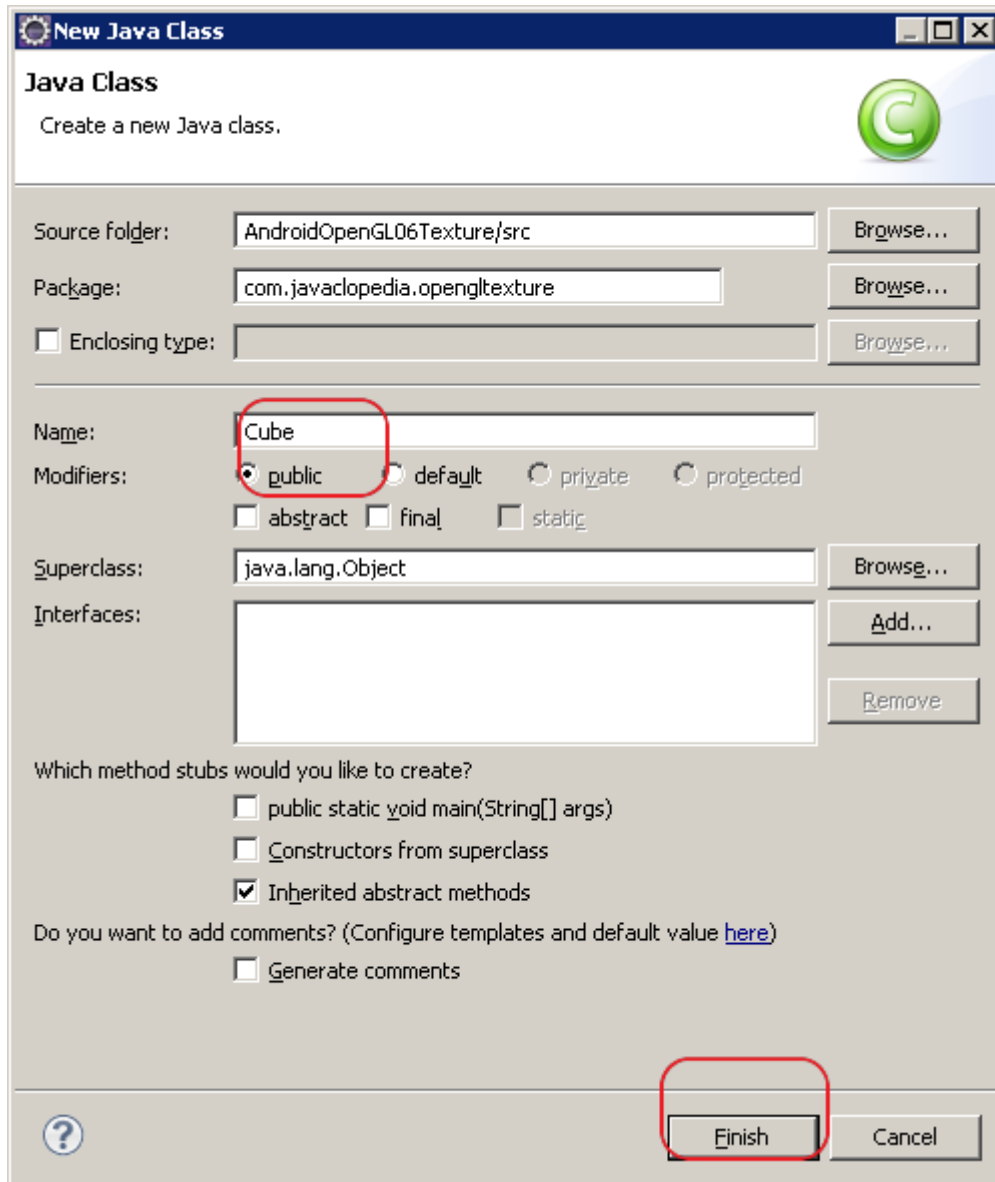 New Java Class
Java Class
Create a new Java class.
C
Source folder: AndroidOpenGL06Texture/src Browse...
Package: com.javaclopedia.opengltexture Browse...
Enclosing type: Browse...
Name: Cube
Modifiers: public default private protected
abstract final static
Superclass: java.lang.Object Browse...
Interfaces: Add...
Remove
Which method stubs would you like to create?
public static void main(String[] args)
Constructors from superclass
Inherited abstract methods
Do you want to add comments? (Configure templates and default value here)
Generate comments
? Finish Cancel